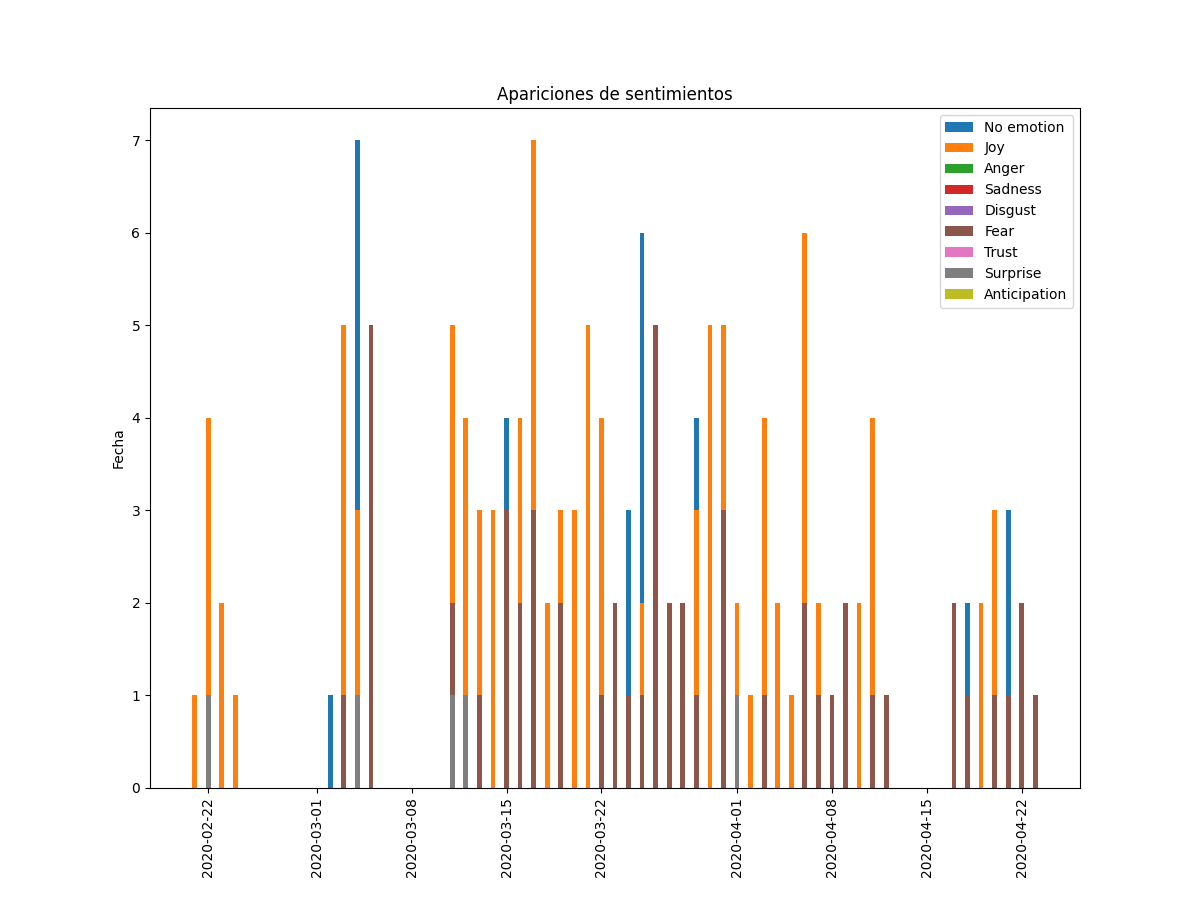 Apariciones de sentimientos
No emotion
Joy
Anger
Sadness
Disgust
Fear
Trust
Surprise
Anticipation
7
6
5
4
3
2
1
0
Fecha
2020-02-22
2020-03-01
2020-03-08
2020-03-15
2020-03-22
2020-04-01
2020-04-08
2020-04-15
2020-04-22